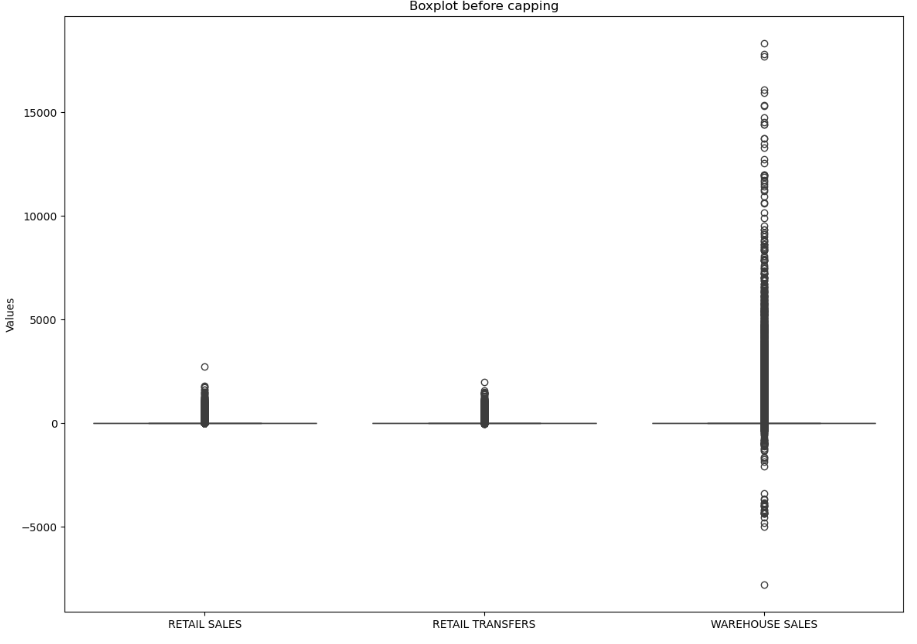 Boxplot before capping
15000
10000
5000
0
−5000
Values
RETAIL SALES
RETAIL TRANSFERS
WAREHOUSE SALES